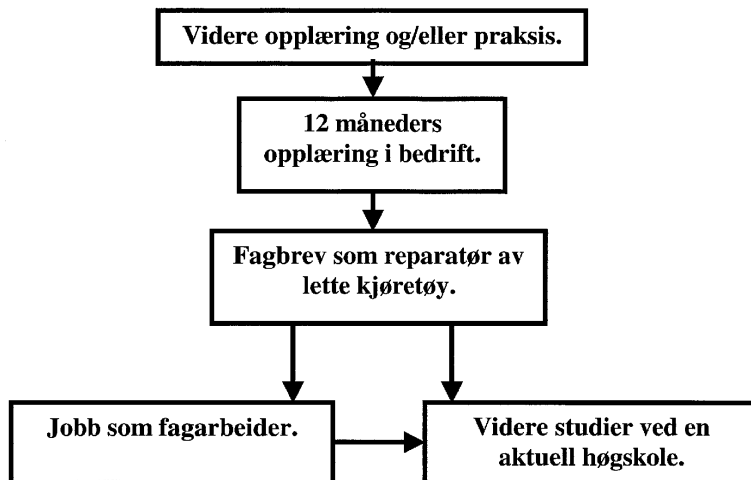 Videre opplæring og/eller praksis.
12 måneders
opplæring i bedrift.
Fagbrev som reparatør av
lette kjøretøy.
Jobb som fagarbeider.
Videre studier ved en
aktuell høgskole.